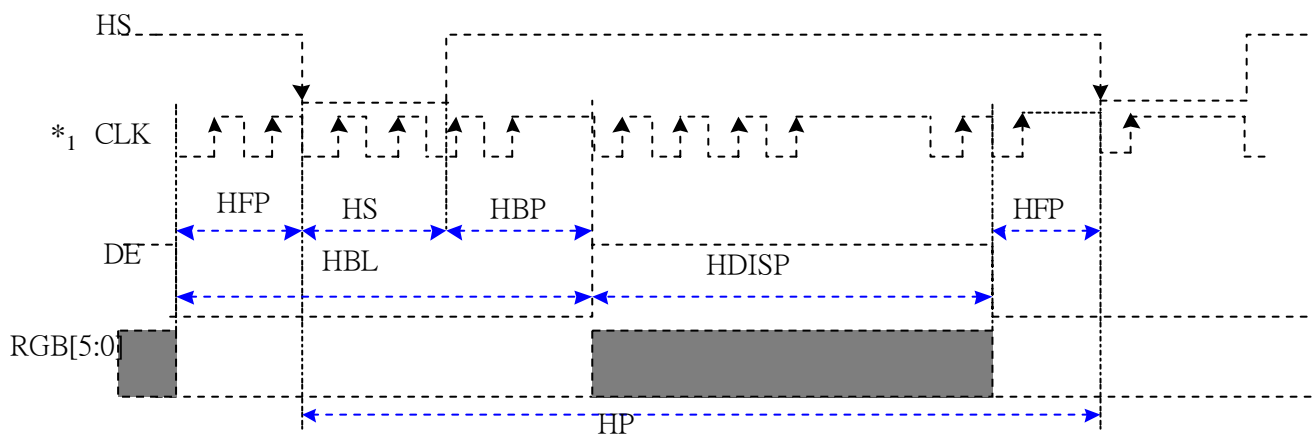 HS
*1 CLK
HFP
HS
HBP
HFP
DE
HBL
HDISP
RGB[5:0]
HP